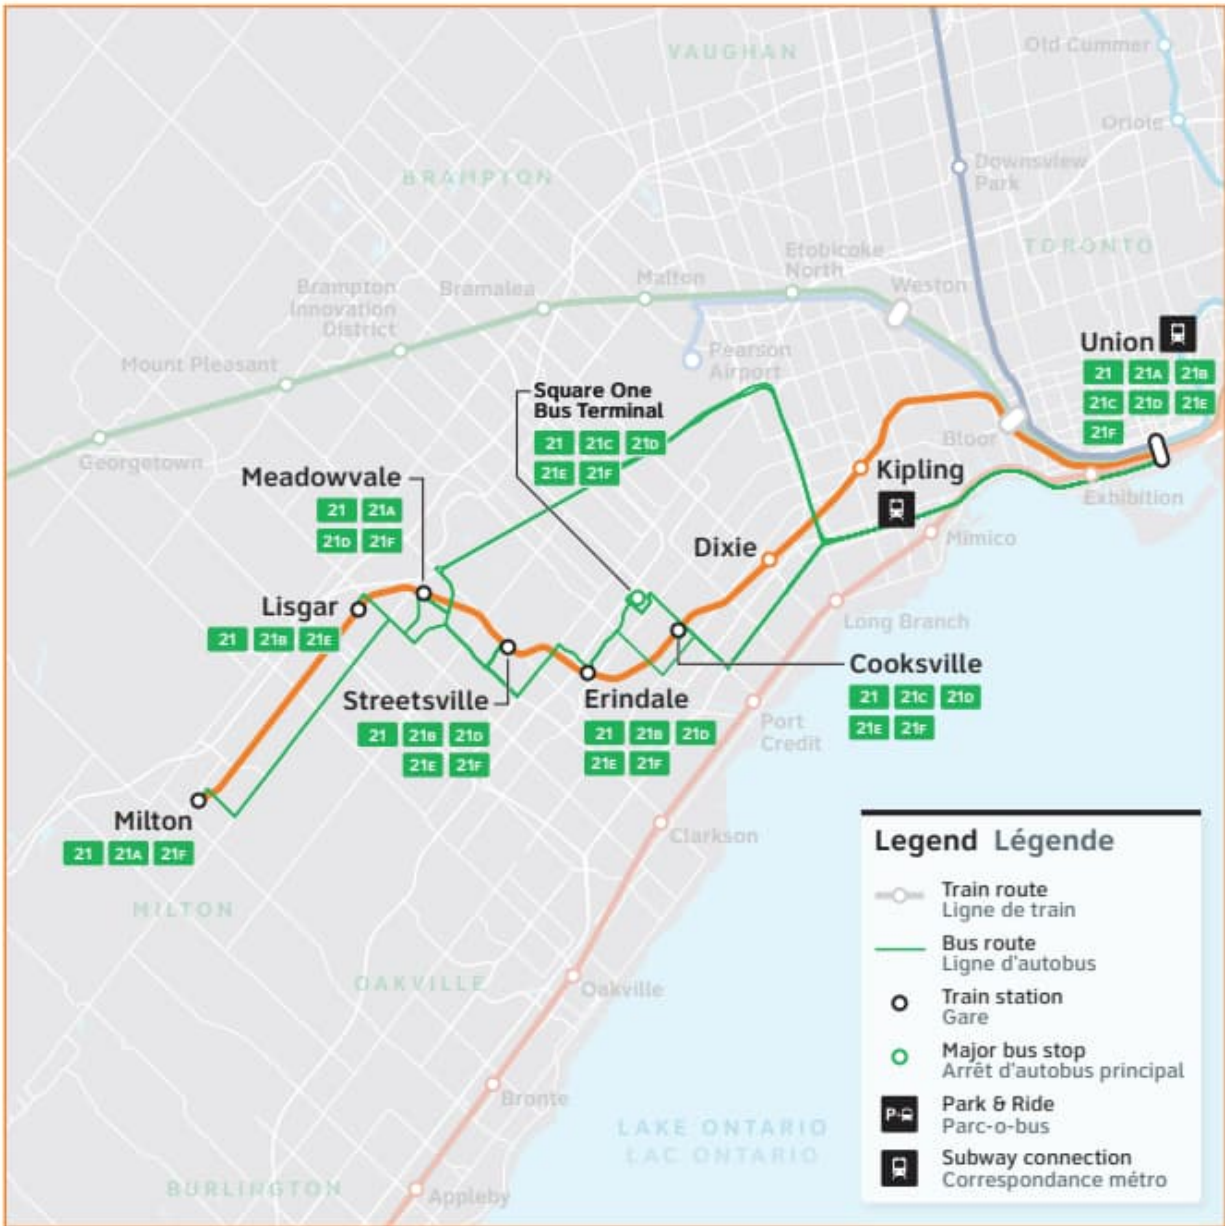 VAUGHAN
Old Cummer
Oriole
BRAMPTON
Downsview
Park
TORONTO
Etobicoke
North
Malton
Weston
Brampton
Innovation
District
Bramalea
Mount Pleasant
Pearson
Airport
Union
21 21A 21B
21C 21D 21E
21F
Square One
Bus Terminal
21 21C 21D
21E 21F
Georgetown
Bloor
Kipling
Exhibition
Meadowvale
21 21A
21D 21F
Mimico
Dixie
Lisgar
21 21B 21E
Long Branch
Cooksville
21 21C 21D
21E 21F
Streetsville
21 21B 21D
21E 21F
Erindale
21 21B 21D
21E 21F
Port
Credit
Milton
21 21A 21F
Clarkson
MILTON
OAKVILLE
Oakville
Bronte
LAKE ONTARIO
LAC ONTARIO
BURLINGTON
Appleby
Legend Légende
Train route
Ligne de train
Bus route
Ligne d'autobus
Train station
Gare
Major bus stop
Arrêt d'autobus principal
P
Park & Ride
Parc-o-bus
Subway connection
Correspondance métro